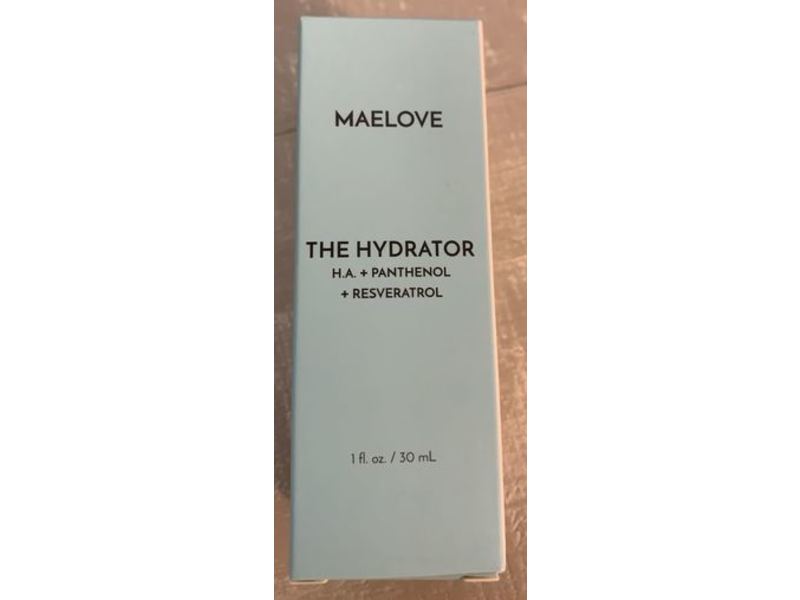 MAELOVE
THE HYDRATOR
H.A. + PANTHENOL
+ RESVERATROL
1 fl. oz. / 30 mL